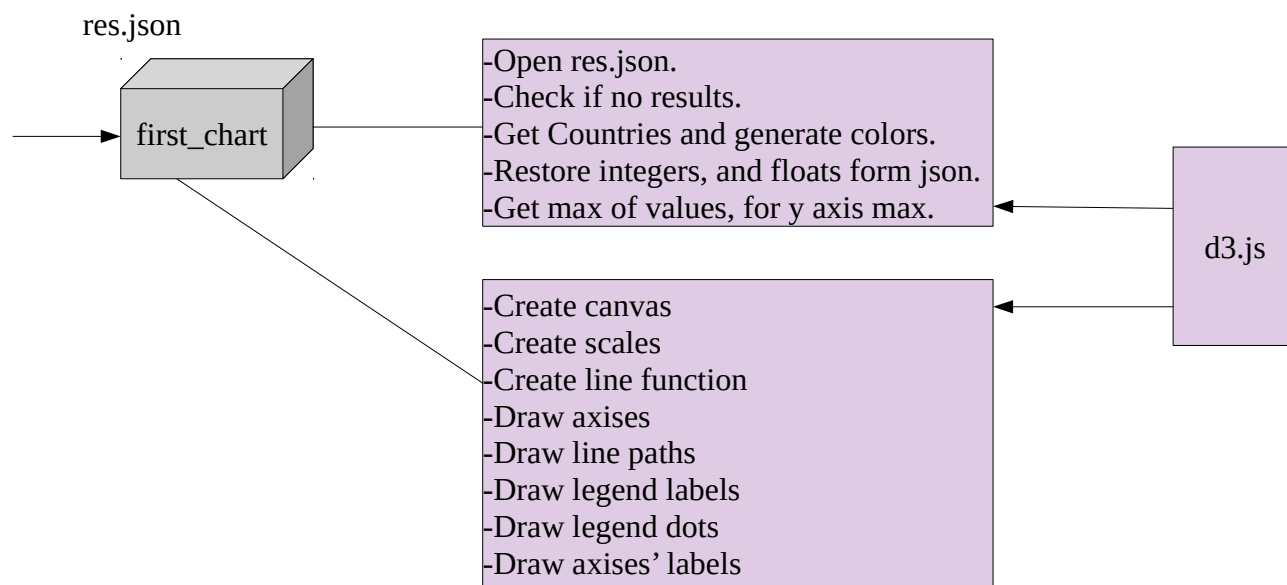 res.json
first_chart
-Open res.json.
-Check if no results.
-Get Countries and generate colors.
-Restore integers, and floats form json.
-Get max of values, for y axis max.
d3.js
-Create canvas
-Create scales
-Create line function
-Draw axises
-Draw line paths
-Draw legend labels
-Draw legend dots
-Draw axises’ labels